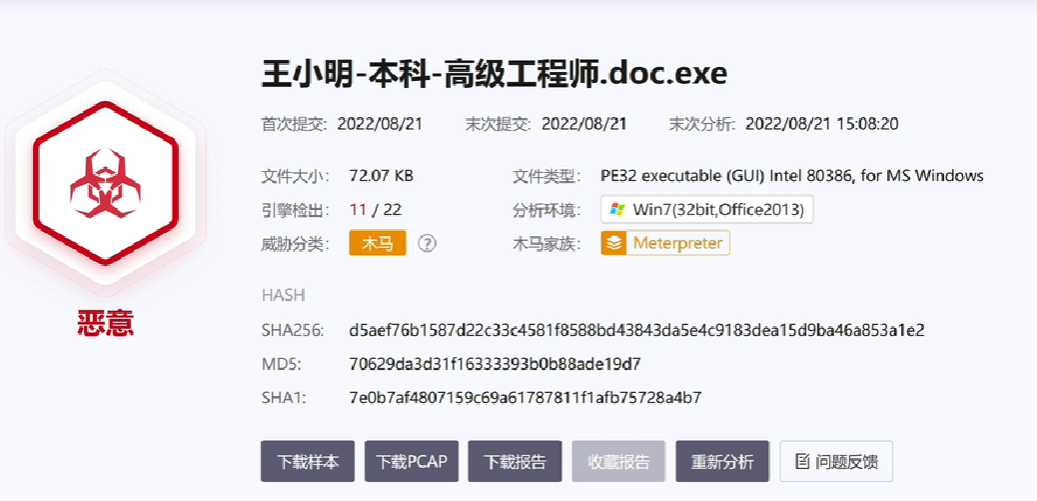 王小明-本科-高级工程师.doc.exe
首次提交: 2022/08/21 末次提交: 2022/08/21 末次分析: 2022/08/21 15:08:20
文件大小: 72.07 KB 文件类型: PE32 executable (GUI) Intel 80386, for MS Windows
引擎检出: 11 / 22 分析环境: Win7(32bit,Office2013)
威胁分类: 木马 ? 木马家族: Meterpreter
恶意
HASH
SHA256: d5aef76b1587d22c33c4581f8588bd43843da5e4c9183dea15d9ba46a853a1e2
MD5: 70629da3d31f16333393b0b88ade19d7
SHA1: 7e0b7af4807159c69a61787811f1afb75728a4b7
下载样本 下载PCAP 下载报告 收藏报告 重新分析 问题反馈